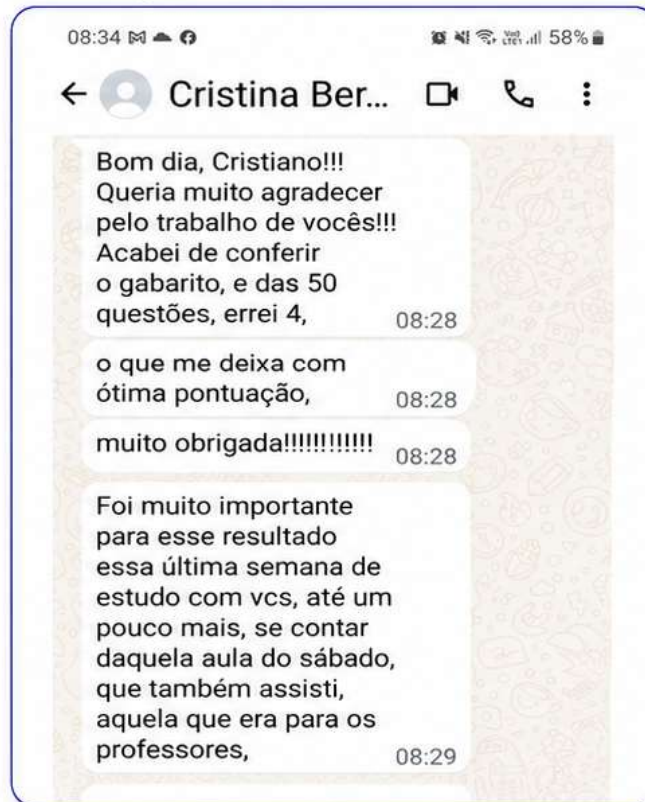 08:34 58%
Cristina Ber...
Bom dia, Cristiano!!!
Queria muito agradecer
pelo trabalho de vocês!!!
Acabei de conferir
o gabarito, e das 50
questões, errei 4,
08:28
o que me deixa com
ótima pontuação,
08:28
muito obrigada!!!!!!!!!!!!
08:28
Foi muito importante
para esse resultado
essa última semana de
estudo com vcs, até um
pouco mais, se contar
daquela aula do sábado,
que também assisti,
aquela que era para os
professores,
08:29